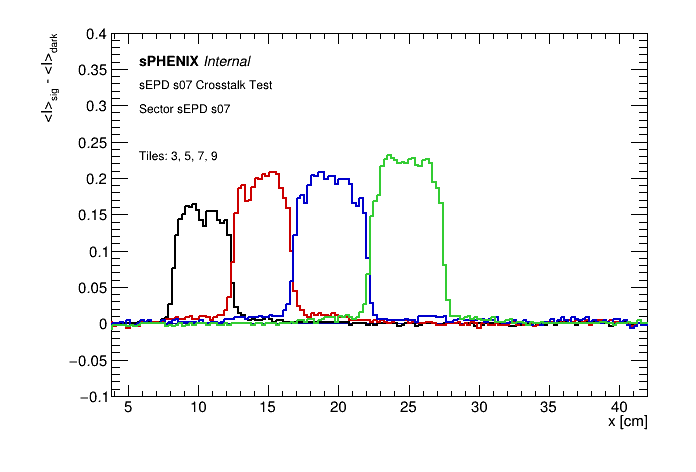 <I>sig - <I>dark
0.4
0.35
0.3
0.25
0.2
0.15
0.1
0.05
0
−0.05
−0.1
sPHENIX Internal
sEPD s07 Crosstalk Test
Sector sEPD s07
Tiles: 3, 5, 7, 9
5 10 15 20 25 30 35 40
x [cm]